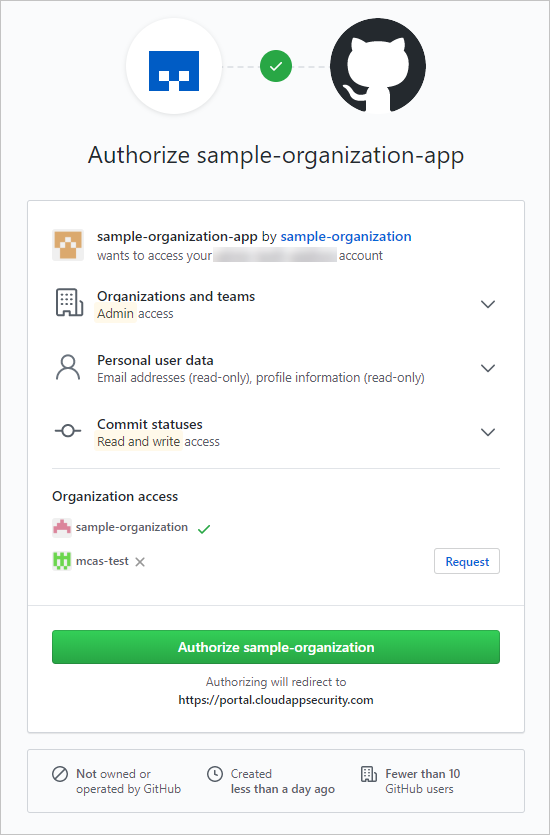 Authorize sample-organization-app
sample-organization-app by sample-organization
wants to access your account
Organizations and teams
Admin access
Personal user data
Email addresses (read-only), profile information (read-only)
Commit statuses
Read and write access
Organization access
sample-organization
mcas-test
Request
Authorize sample-organization
Authorizing will redirect to
https://portal.cloudappsecurity.com
Not owned or
operated by GitHub
Created
less than a day ago
Fewer than 10
GitHub users